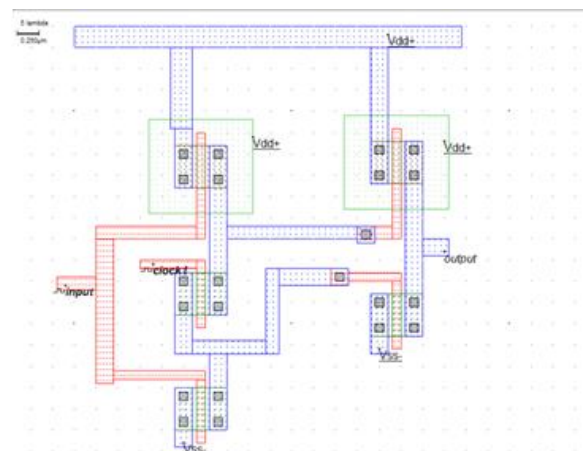 5 lambda
0.250µm
Vdd+
Vdd+
Vdd+
clock1
output
input
Vss-
Vss-